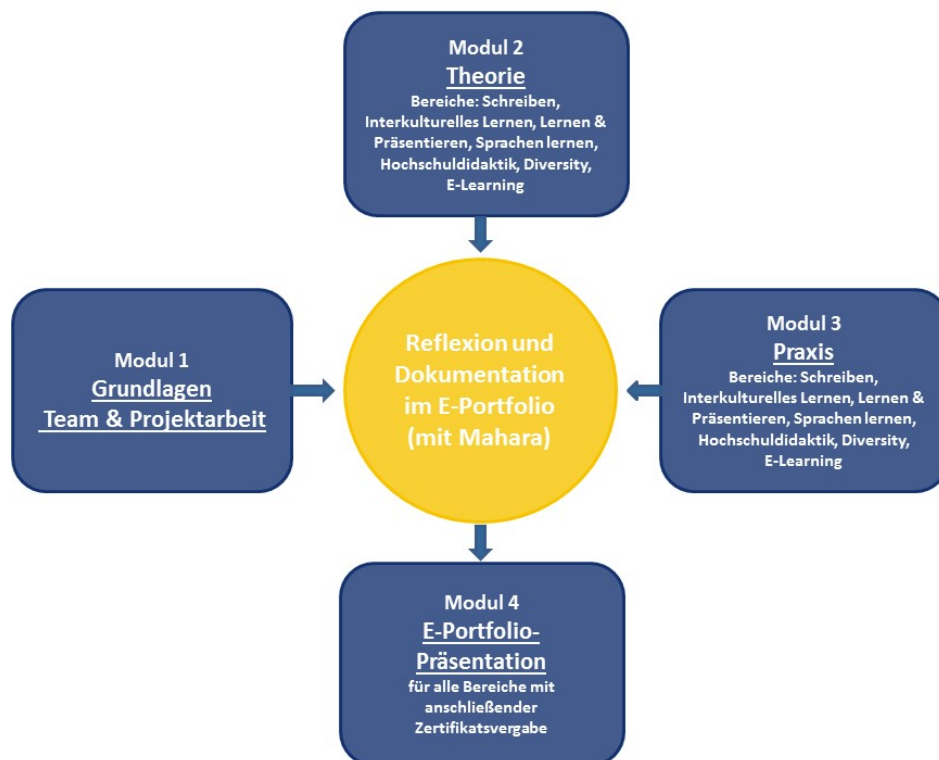 Modul 2
Theorie
Bereiche: Schreiben,
Interkulturelles Lernen, Lernen &
Präsentieren, Sprachen lernen,
Hochschuldidaktik, Diversity,
E-Learning
Modul 1
Grundlagen
Team & Projektarbeit
Reflexion und
Dokumentation
im E-Portfolio
(mit Mahara)
Modul 3
Praxis
Bereiche: Schreiben,
Interkulturelles Lernen, Lernen &
Präsentieren, Sprachen lernen,
Hochschuldidaktik, Diversity,
E-Learning
Modul 4
E-Portfolio-
Präsentation
für alle Bereiche mit
anschließender
Zertifikatsvergabe